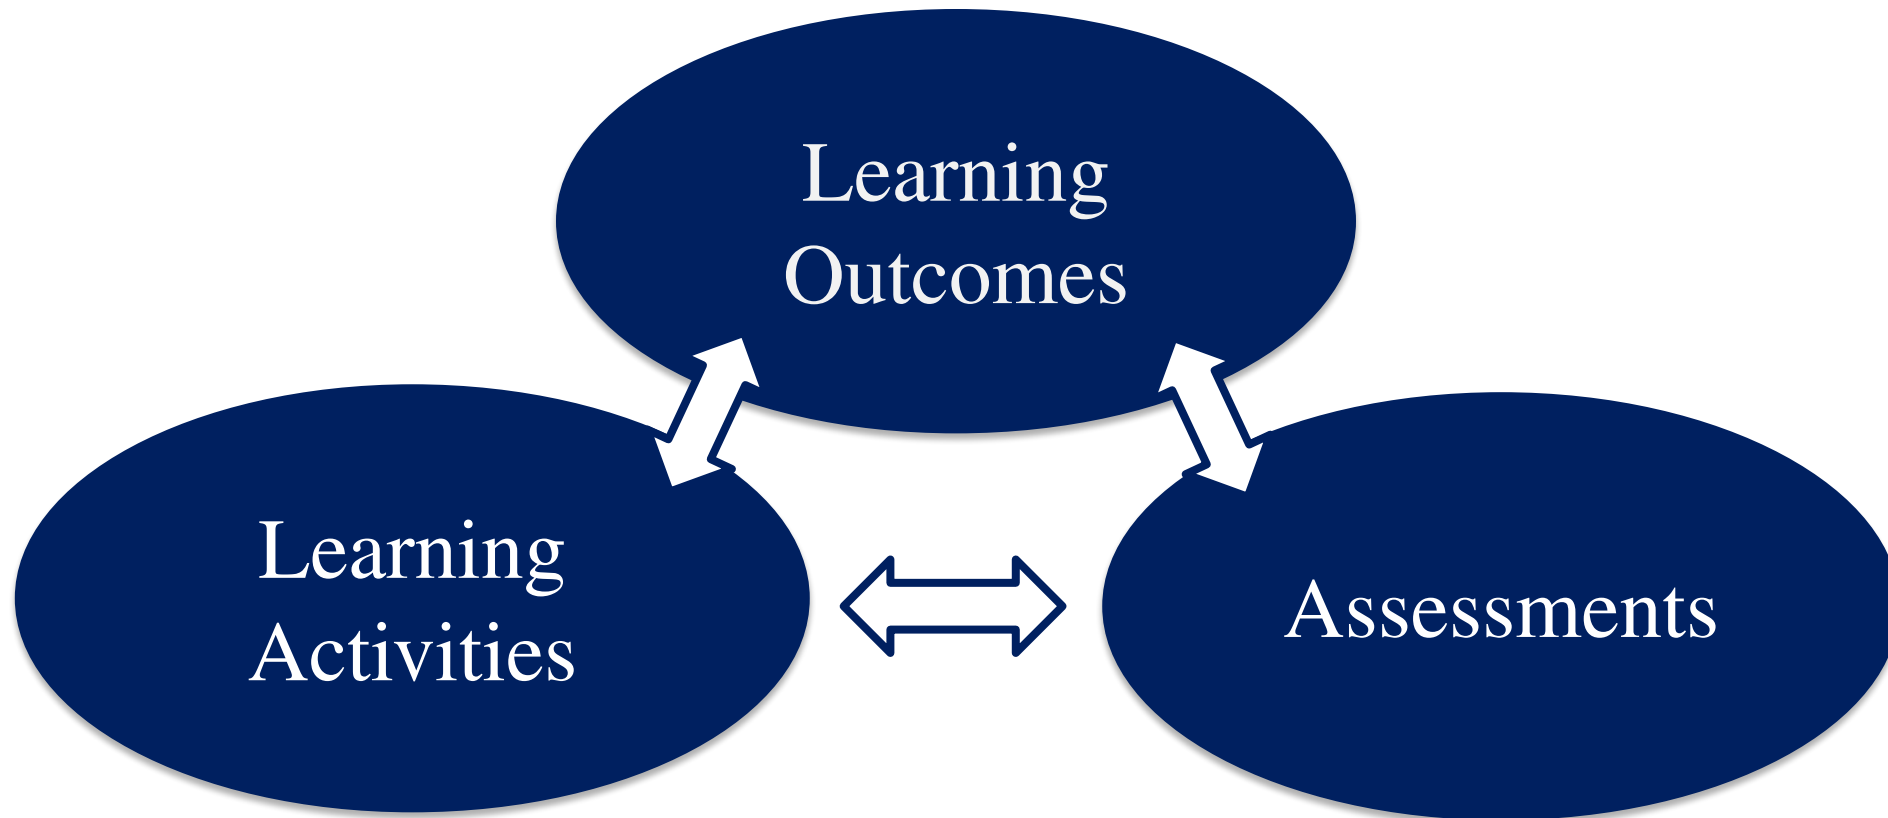 Learning
Outcomes
Learning
Activities
Assessments